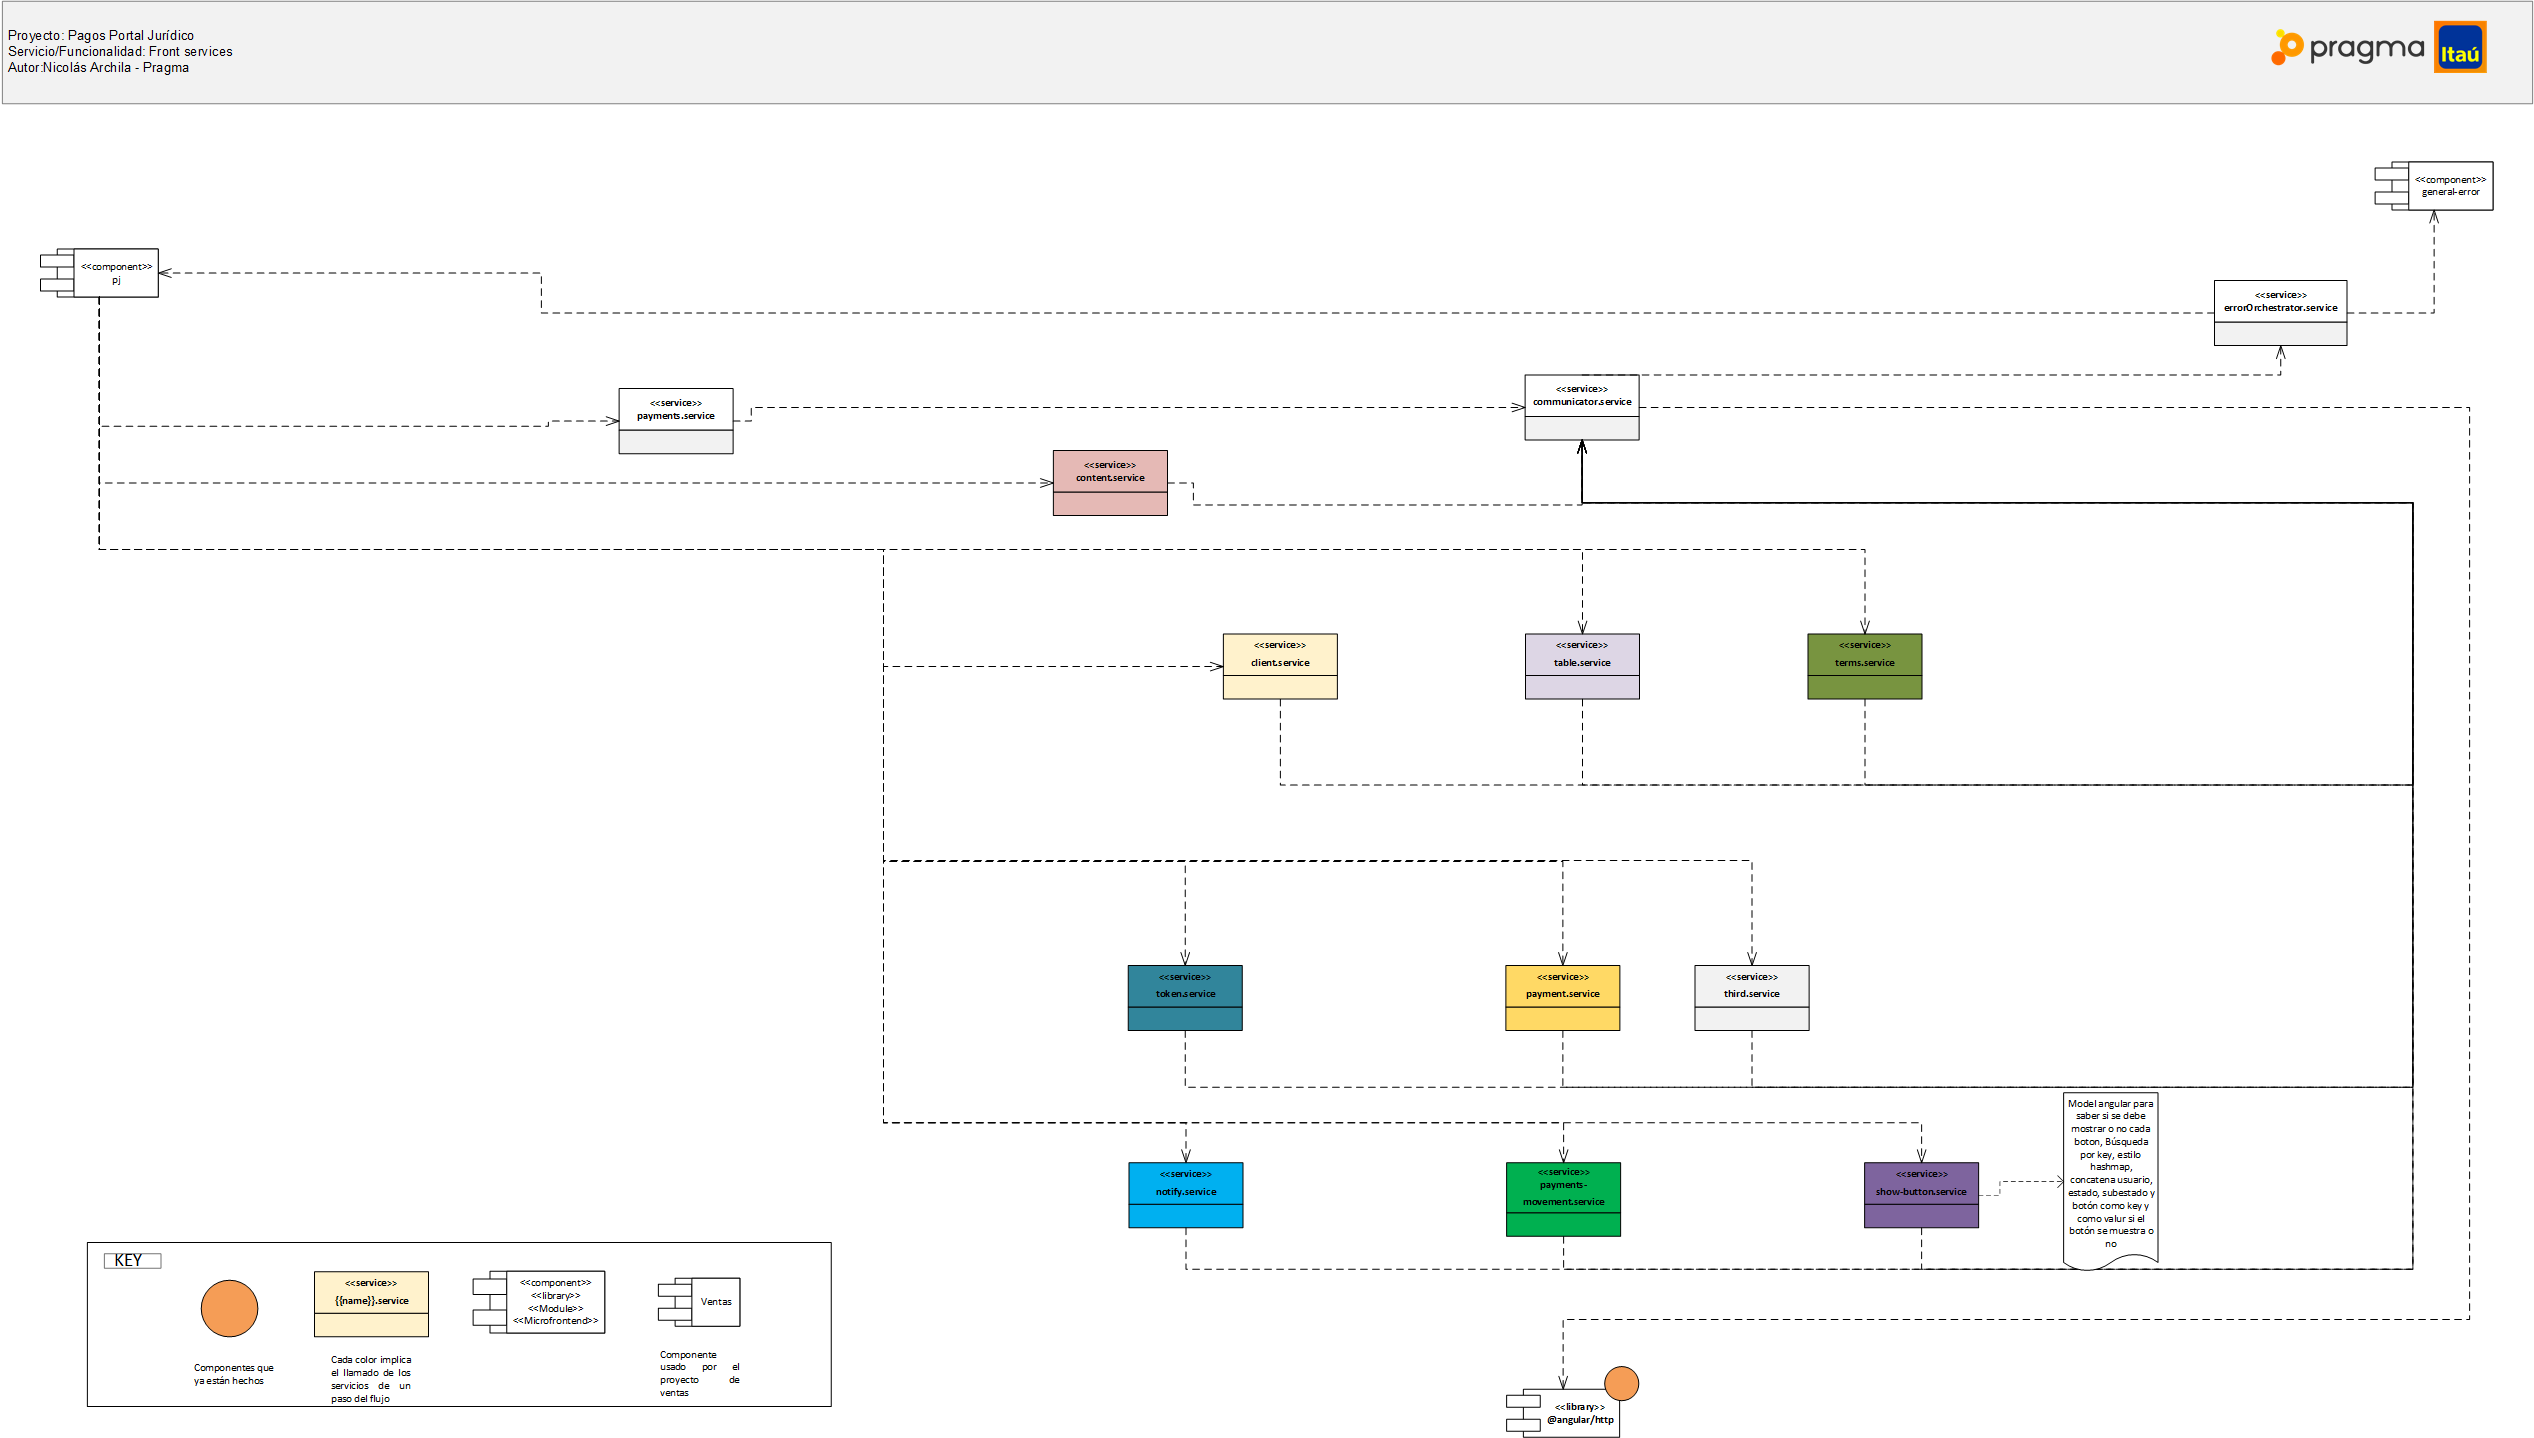 Proyecto: Pagos Portal Jurídico
Servicio/Funcionalidad: Front services
Autor:Nicolás Archila - Pragma
pragma
Itaú
<<component>>
general-error
<<component>>
pj
<<service>>
errorOrchestrator.service
<<service>>
payments.service
<<service>>
communicator.service
<<service>>
content.service
<<service>>
client.service
<<service>>
table.service
<<service>>
terms.service
<<service>>
token.service
<<service>>
payment.service
<<service>>
third.service
<<service>>
notify.service
<<service>>
payments-
movement.service
<<service>>
show-button.service
Model angular para
saber si se debe
mostrar o no cada
boton, Búsqueda
por key, estilo
hashmap,
concatena usuario,
estado, subestado y
botón como key y
como valur si el
botón se muestra o
no
KEY
Componentes que
ya están hechos
<<service>>
{{name}}.service
Cada color implica
el llamado de los
servicios de un
paso del flujo
<<component>>
<<library>>
<<Module>>
<<Microfrontend>>
Ventas
Componente
usado por el
proyecto de
ventas
<<library>>
@angular/http